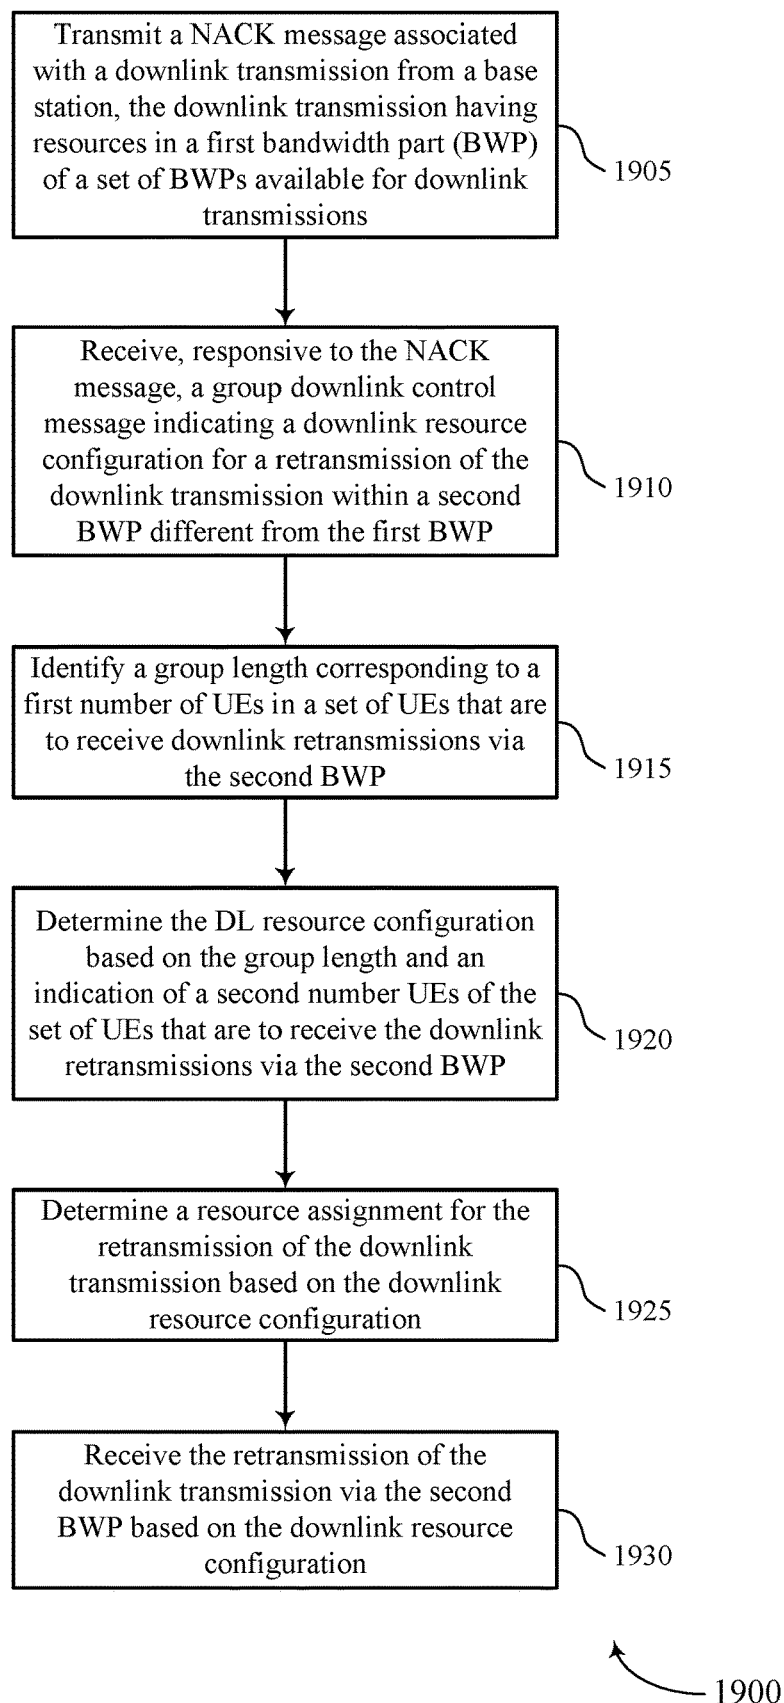 Transmit a NACK message associated
with a downlink transmission from a base
station, the downlink transmission having
resources in a first bandwidth part (BWP)
of a set of BWPs available for downlink
transmissions
1905
Receive, responsive to the NACK
message, a group downlink control
message indicating a downlink resource
configuration for a retransmission of the
downlink transmission within a second
BWP different from the first BWP
1910
Identify a group length corresponding to a
first number of UEs in a set of UEs that are
to receive downlink retransmissions via
the second BWP
1915
Determine the DL resource configuration
based on the group length and an
indication of a second number UEs of the
set of UEs that are to receive the downlink
retransmissions via the second BWP
1920
Determine a resource assignment for the
retransmission of the downlink
transmission based on the downlink
resource configuration
1925
Receive the retransmission of the
downlink transmission via the second
BWP based on the downlink resource
configuration
1930
1900